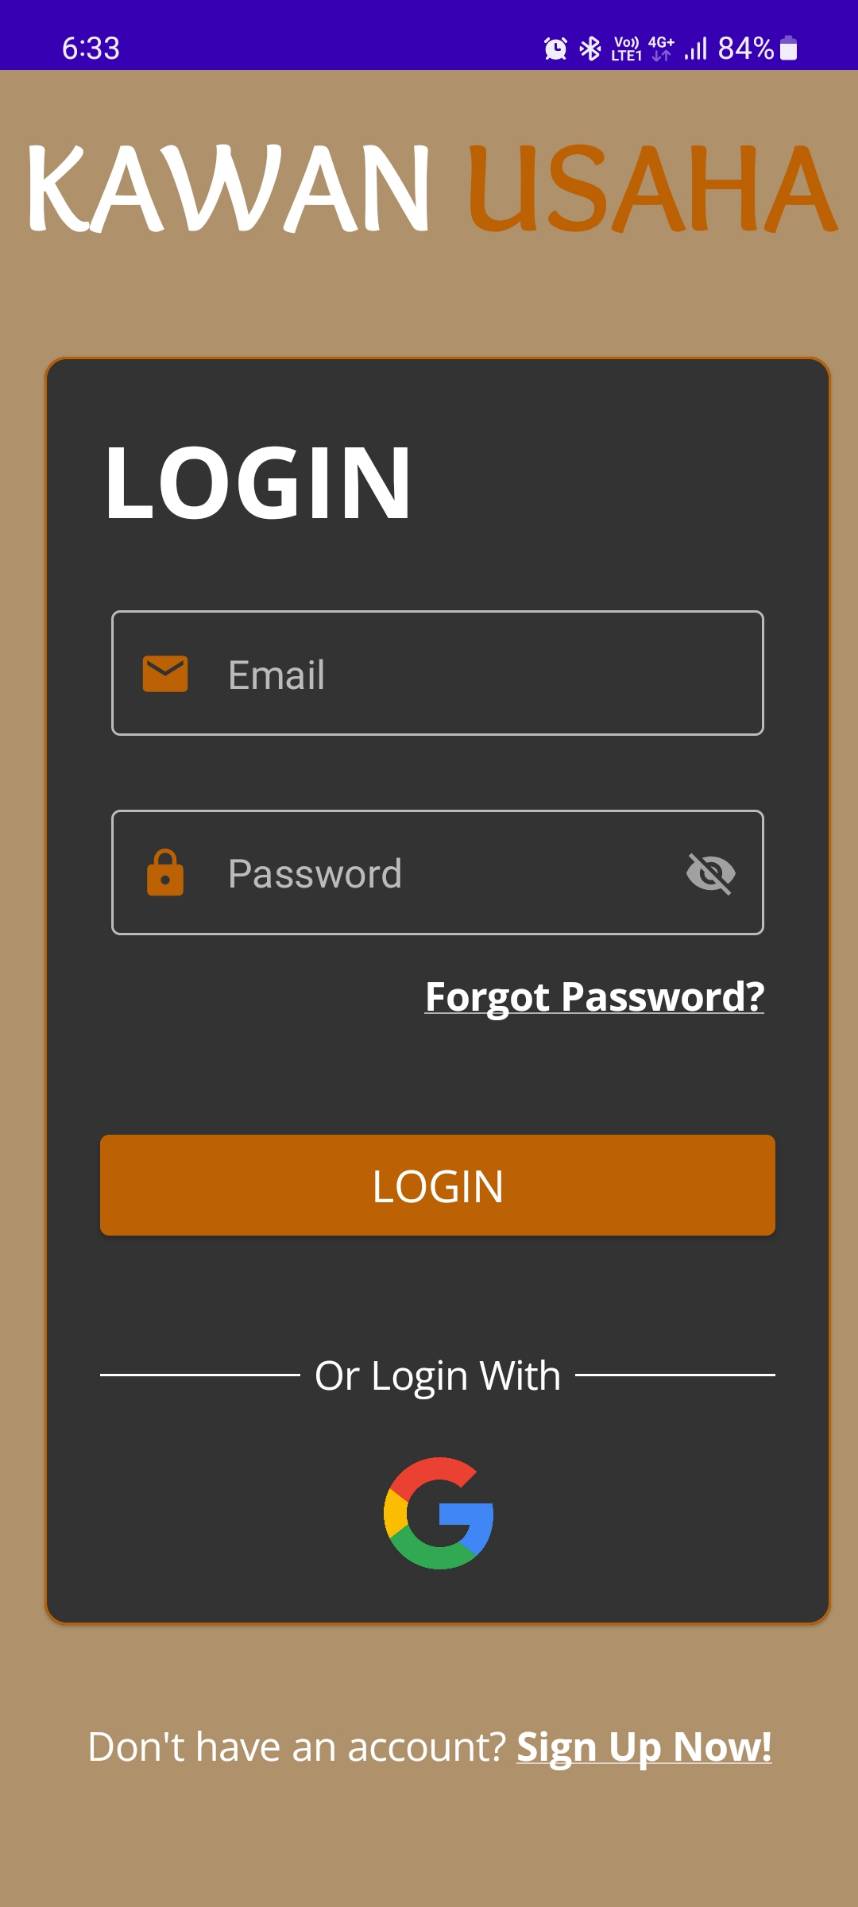 6:33 Vo)) LTE1 4G+ 84%
KAWAN USAHA
LOGIN
Email
Password
Forgot Password?
LOGIN
Or Login With
Don't have an account? Sign Up Now!